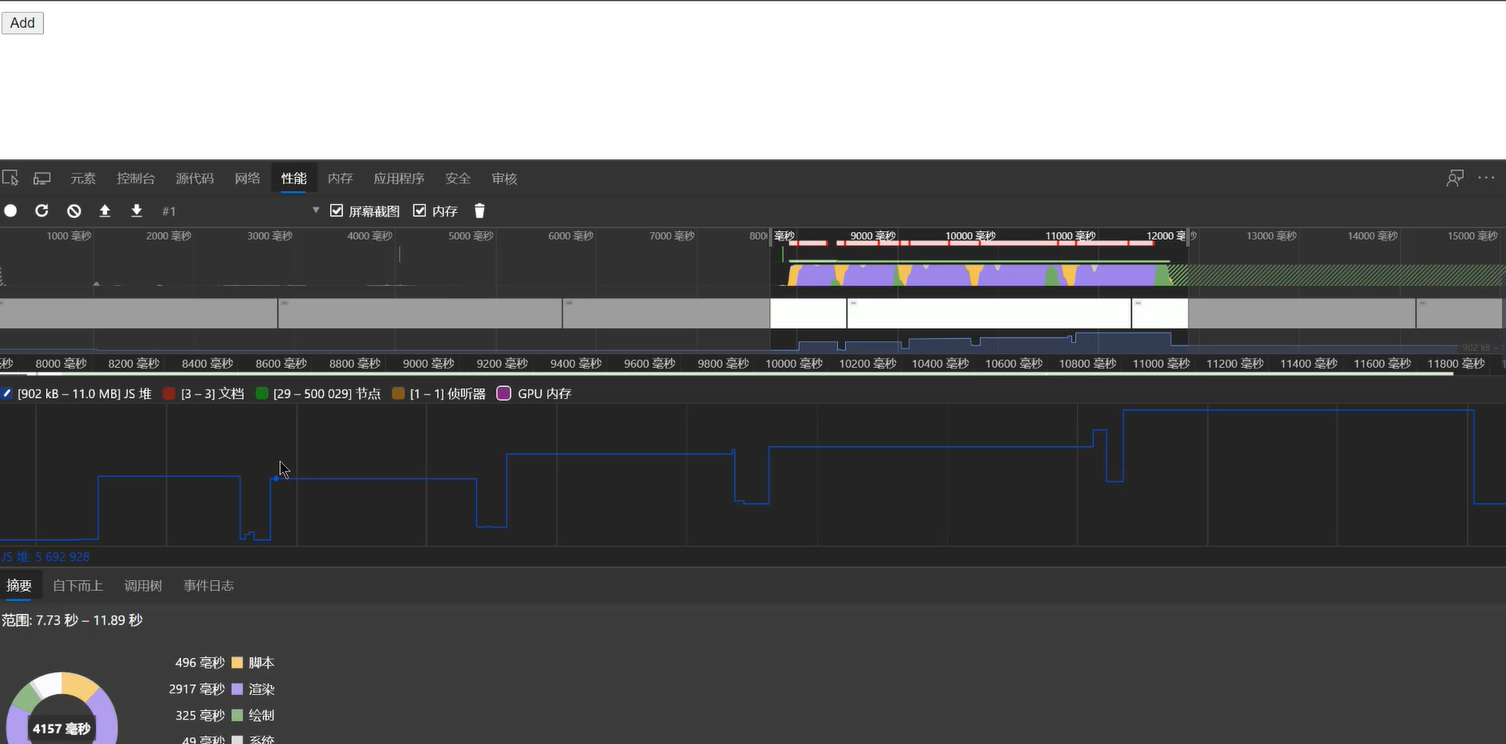 Add
元素 控制台 源代码 网络 性能 内存 应用程序 安全 审核
#1 屏幕截图 内存
1000 毫秒 2000 毫秒 3000 毫秒 4000 毫秒 5000 毫秒 6000 毫秒 7000 毫秒 800 毫秒 9000 毫秒 10000 毫秒 11000 毫秒 12000 毫秒 13000 毫秒 14000 毫秒 15000 毫秒
902 kB –
秒 8000 毫秒 8200 毫秒 8400 毫秒 8600 毫秒 8800 毫秒 9000 毫秒 9200 毫秒 9400 毫秒 9600 毫秒 9800 毫秒 10000 毫秒 10200 毫秒 10400 毫秒 10600 毫秒 10800 毫秒 11000 毫秒 11200 毫秒 11400 毫秒 11600 毫秒 11800 毫秒
[902 kB – 11.0 MB] JS 堆 [3 – 3] 文档 [29 – 500 029] 节点 [1 – 1] 侦听器 GPU 内存
JS 堆: 5 692 928
摘要 自下而上 调用树 事件日志
范围: 7.73 秒 – 11.89 秒
496 毫秒 脚本
2917 毫秒 渲染
325 毫秒 绘制
4157 毫秒
49 毫秒 系统